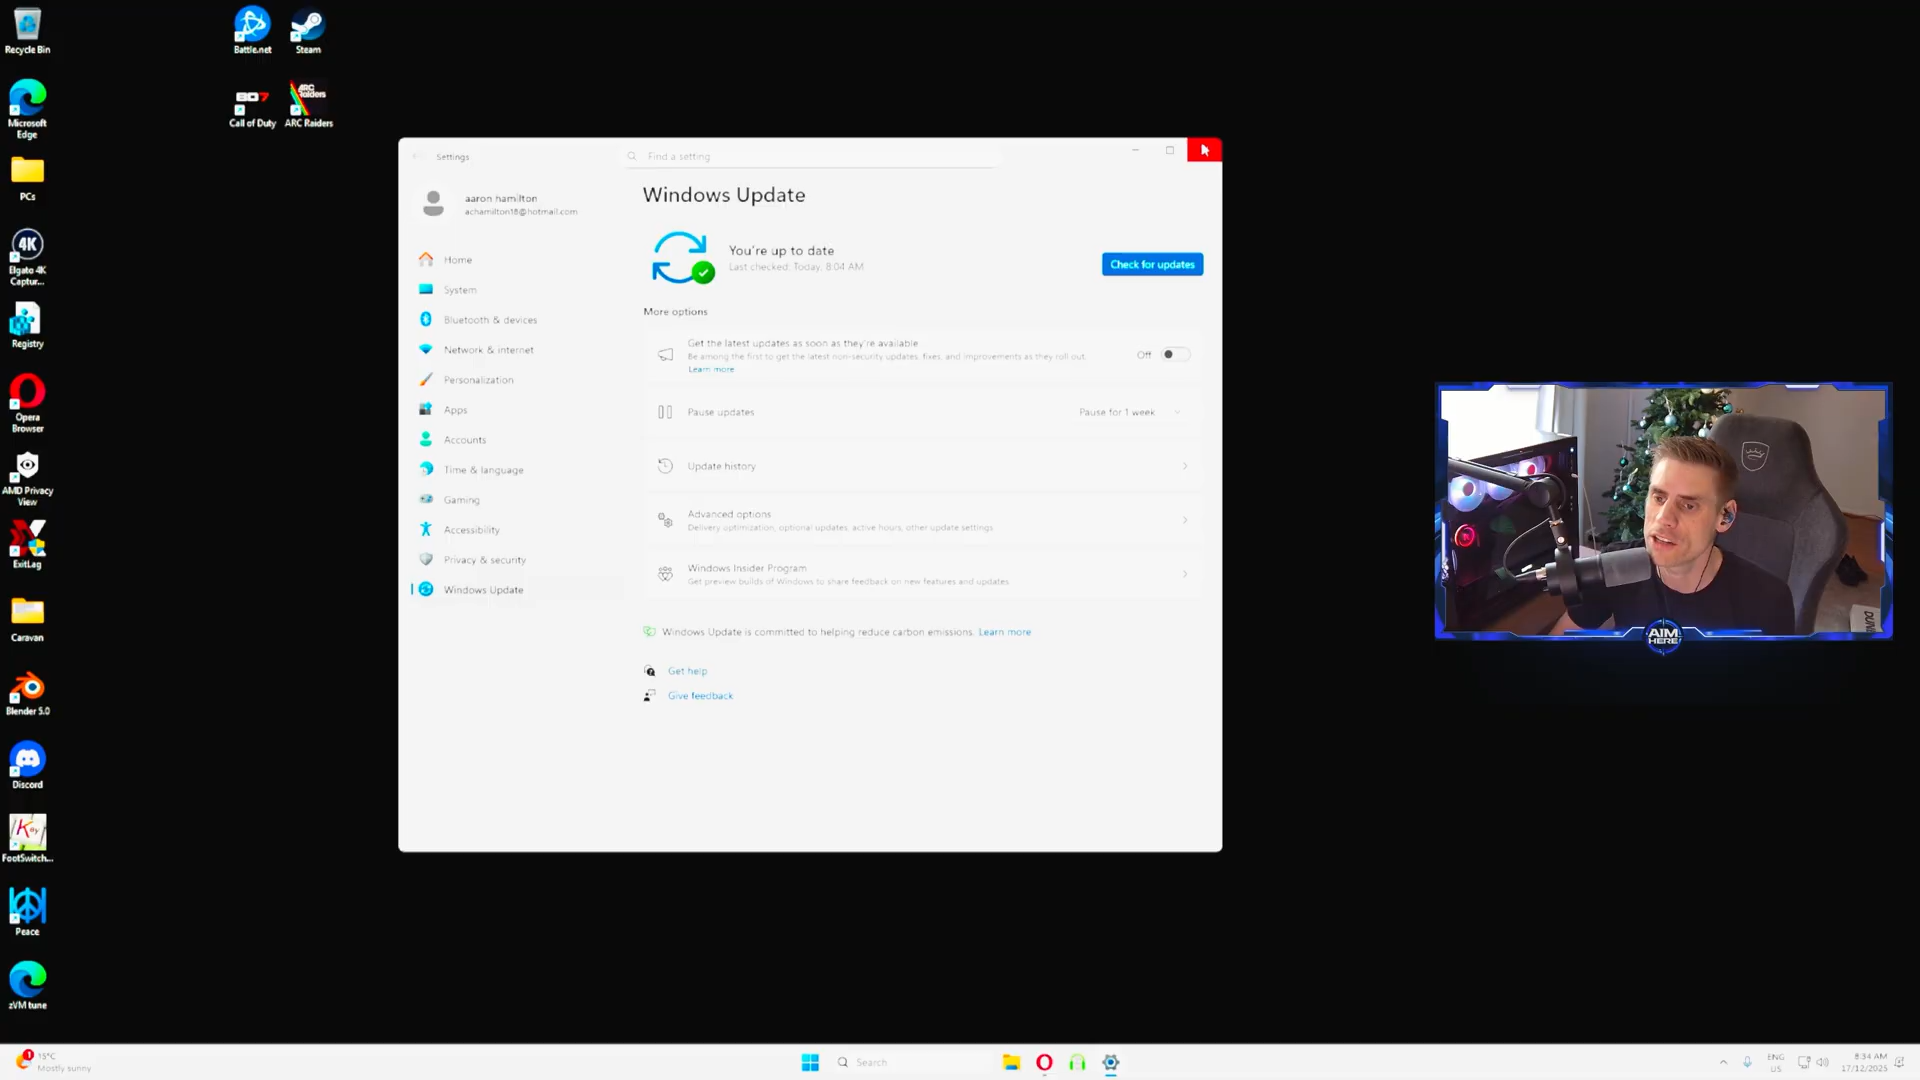 Recycle Bin
Battle.net
Steam
Microsoft
Edge
BO7
Call of Duty
ARC
Raiders
ARC Raiders
PCs
4K
Elgato 4K
Captur...
Registry
Opera
Browser
AMD Privacy
View
ExitLag
Caravan
Blender 5.0
Discord
Key
FootSwitch...
Peace
zVM tune
Settings
Find a setting
aaron hamilton
achamilton18@hotmail.com
Home
System
Bluetooth & devices
Network & internet
Personalization
Apps
Accounts
Time & language
Gaming
Accessibility
Privacy & security
Windows Update
Windows Update
You're up to date
Last checked: Today, 8:04 AM
Check for updates
More options
Get the latest updates as soon as they're available
Be among the first to get the latest non-security updates, fixes, and improvements as they roll out.
Learn more
Off
Pause updates
Pause for 1 week
Update history
Advanced options
Delivery optimization, optional updates, active hours, other update settings
Windows Insider Program
Get preview builds of Windows to share feedback on new features and updates
Windows Update is committed to helping reduce carbon emissions. Learn more
Get help
Give feedback
AIM
HERE
1
15°C
Mostly sunny
Search
ENG
US
8:34 AM
17/12/2025